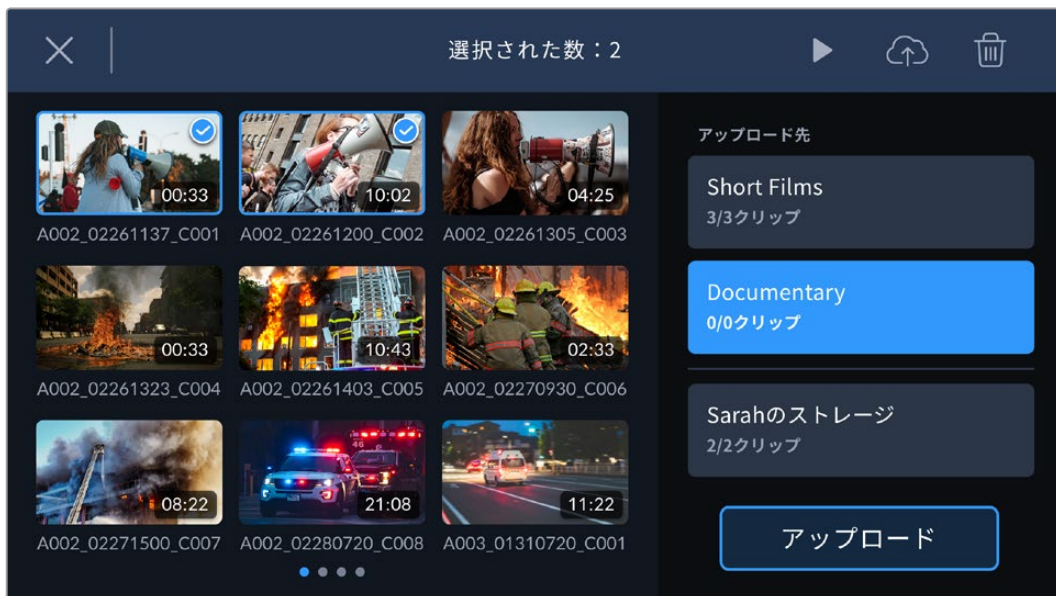 選択された数：2
00:33
10:02
04:25
A002_02261137_C001
A002_02261200_C002
A002_02261305_C003
00:33
10:43
02:33
A002_02261323_C004
A002_02261403_C005
A002_02270930_C006
46
08:22
21:08
11:22
A002_02271500_C007
A002_02280720_C008
A003_01310720_C001
アップロード先
Short Films
3/3クリップ
Documentary
0/0クリップ
Sarahのストレージ
2/2クリップ
アップロード